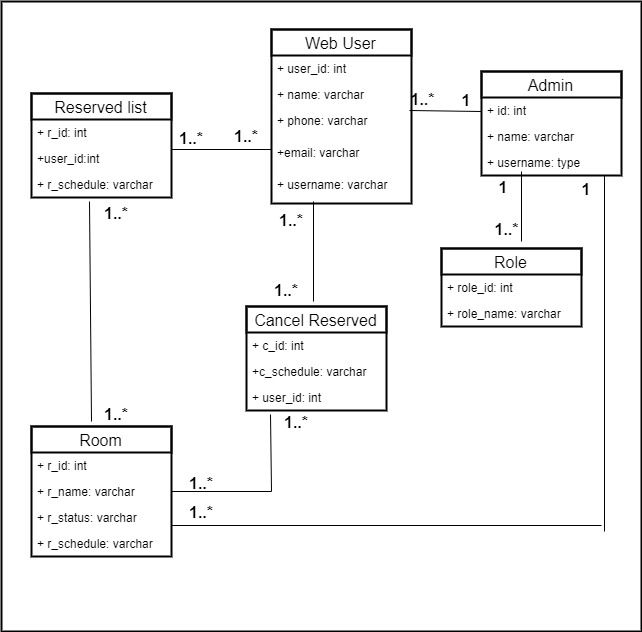 Web User
+ user_id: int
+ name: varchar
+ phone: varchar
+email: varchar
+ username: varchar
Admin
+ id: int
+ name: varchar
+ username: type
Reserved list
+ r_id: int
+user_id:int
+ r_schedule: varchar
1..*
1..*
1..*
1
1..*
1..*
1..*
1
1
1..*
Role
+ role_id: int
+ role_name: varchar
Cancel Reserved
+ c_id: int
+c_schedule: varchar
+ user_id: int
1..*
1..*
Room
+ r_id: int
+ r_name: varchar
+ r_status: varchar
+ r_schedule: varchar
1..*
1..*